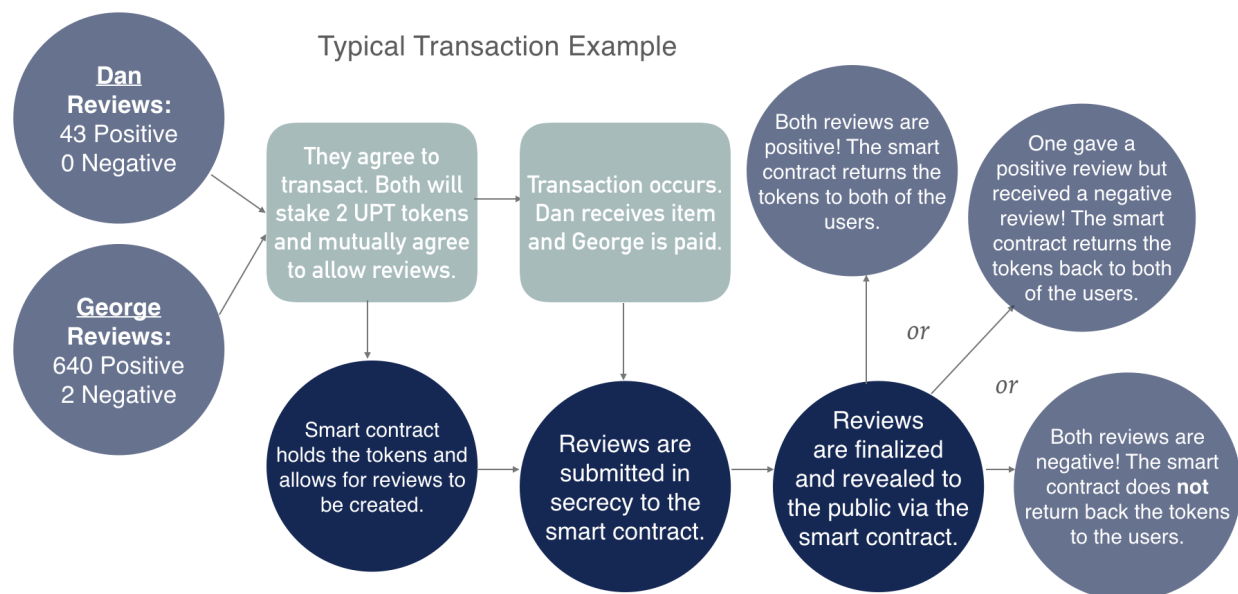 Typical Transaction Example
Dan
Reviews:
43 Positive
0 Negative
George
Reviews:
640 Positive
2 Negative
They agree to
transact. Both will
stake 2 UPT tokens
and mutually agree
to allow reviews.
Transaction occurs.
Dan receives item
and George is paid.
Smart contract
holds the tokens and
allows for reviews to
be created.
Reviews are
submitted in
secrecy to the
smart contract.
Reviews
are finalized
and revealed to
the public via the
smart contract.
Both reviews are
positive! The smart
contract returns the
tokens to both of the
users.
or
One gave a
positive review but
received a negative
review! The smart
contract returns the
tokens back to both
of the users.
or
Both reviews are
negative! The smart
contract does not
return back the tokens
to the users.